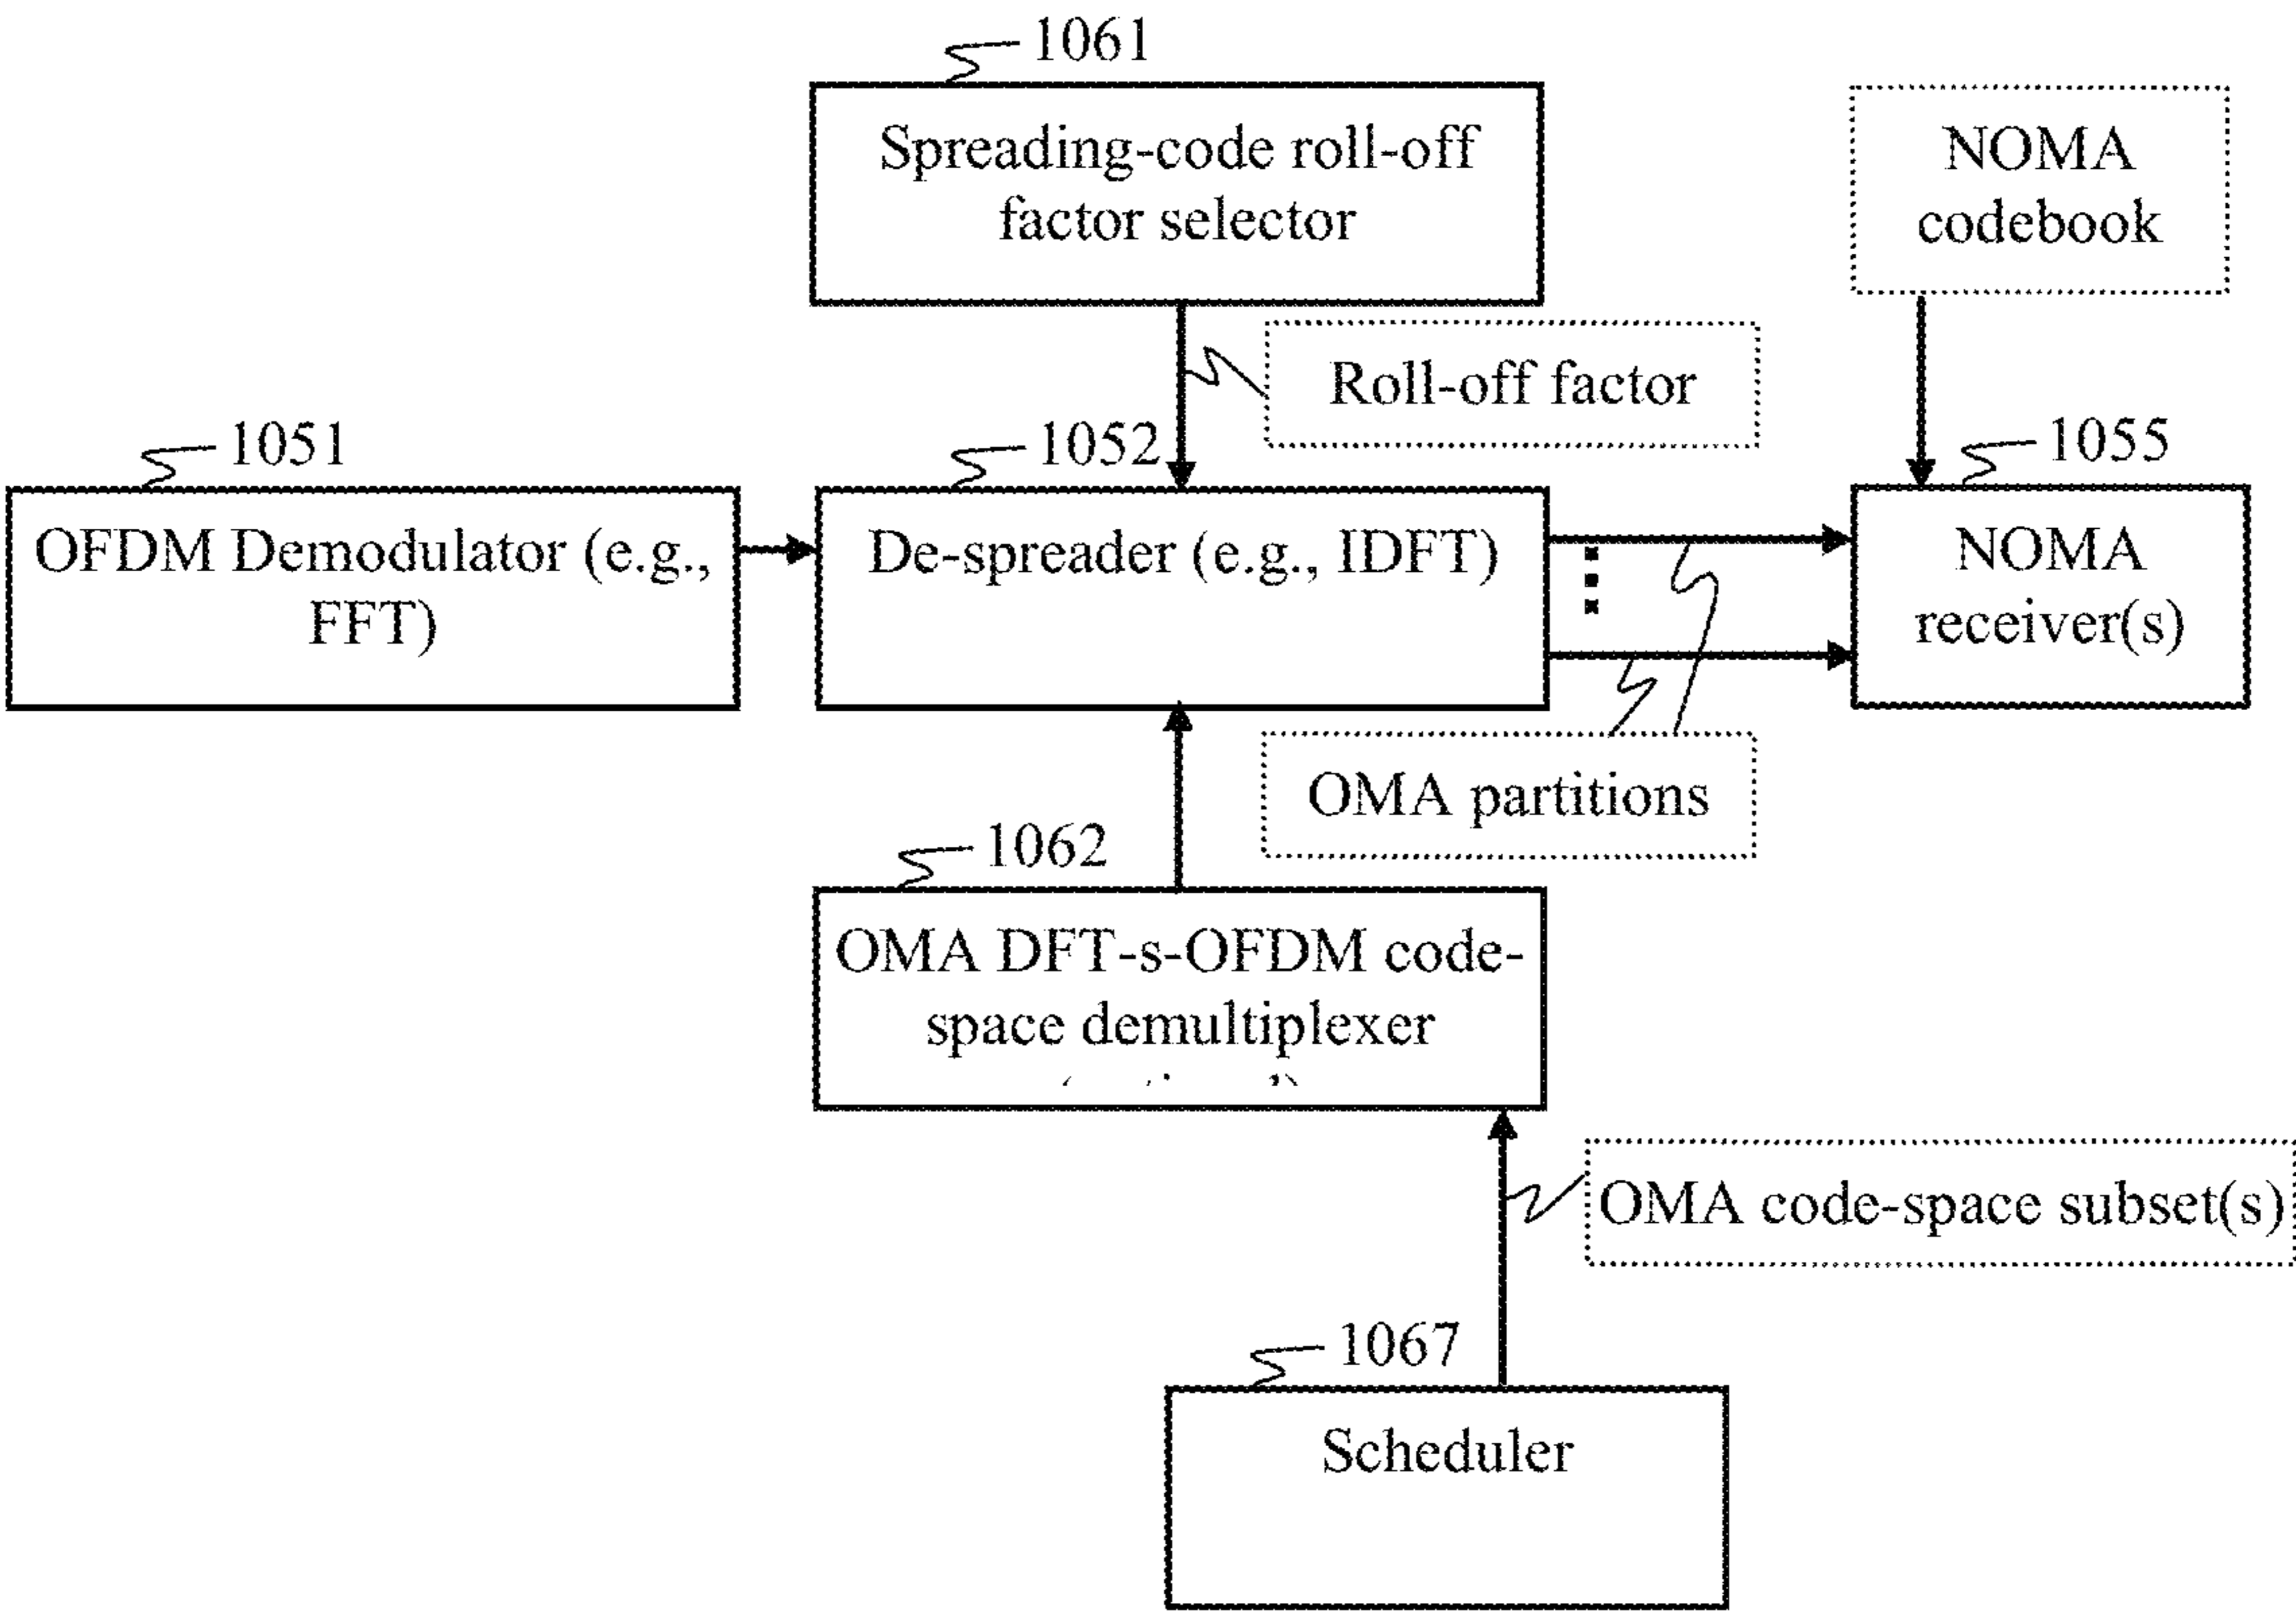 1061
Spreading-code roll-off
factor selector
NOMA
codebook
Roll-off factor
1051
OFDM Demodulator (e.g.,
FFT)
1052
De-spreader (e.g., IDFT)
1055
NOMA
receiver(s)
OMA partitions
1062
OMA DFT-s-OFDM code-
space demultiplexer
OMA code-space subset(s)
1067
Scheduler